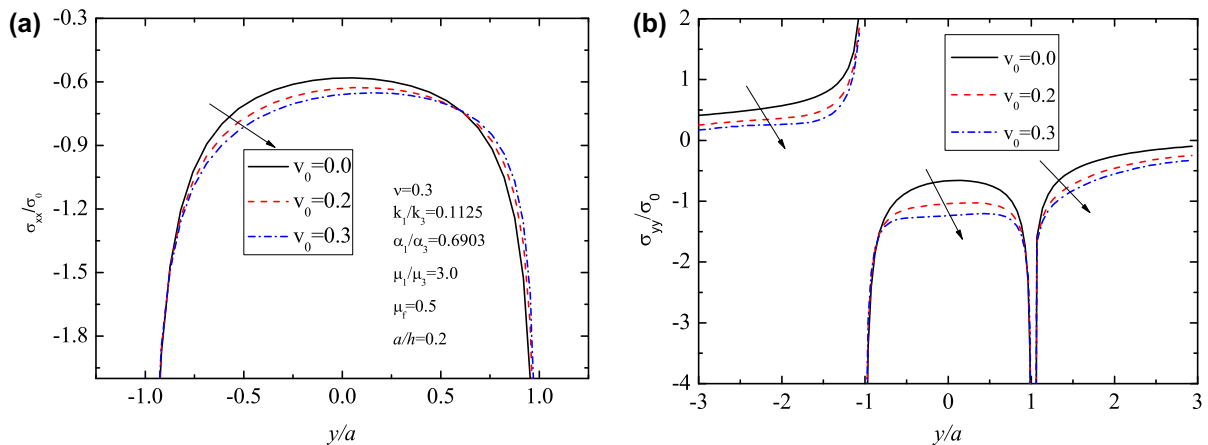 (a)
-0.3
-0.6
-0.9
-1.2
-1.5
-1.8
σxx/σ0
v0=0.0
v0=0.2
v0=0.3
ν=0.3
k1/k3=0.1125
α1/α3=0.6903
μ1/μ3=3.0
μf=0.5
a/h=0.2
-1.0 -0.5 0.0 0.5 1.0
y/a
(b)
2
1
0
-1
-2
-3
-4
σyy/σ0
v0=0.0
v0=0.2
v0=0.3
-3 -2 -1 0 1 2 3
y/a